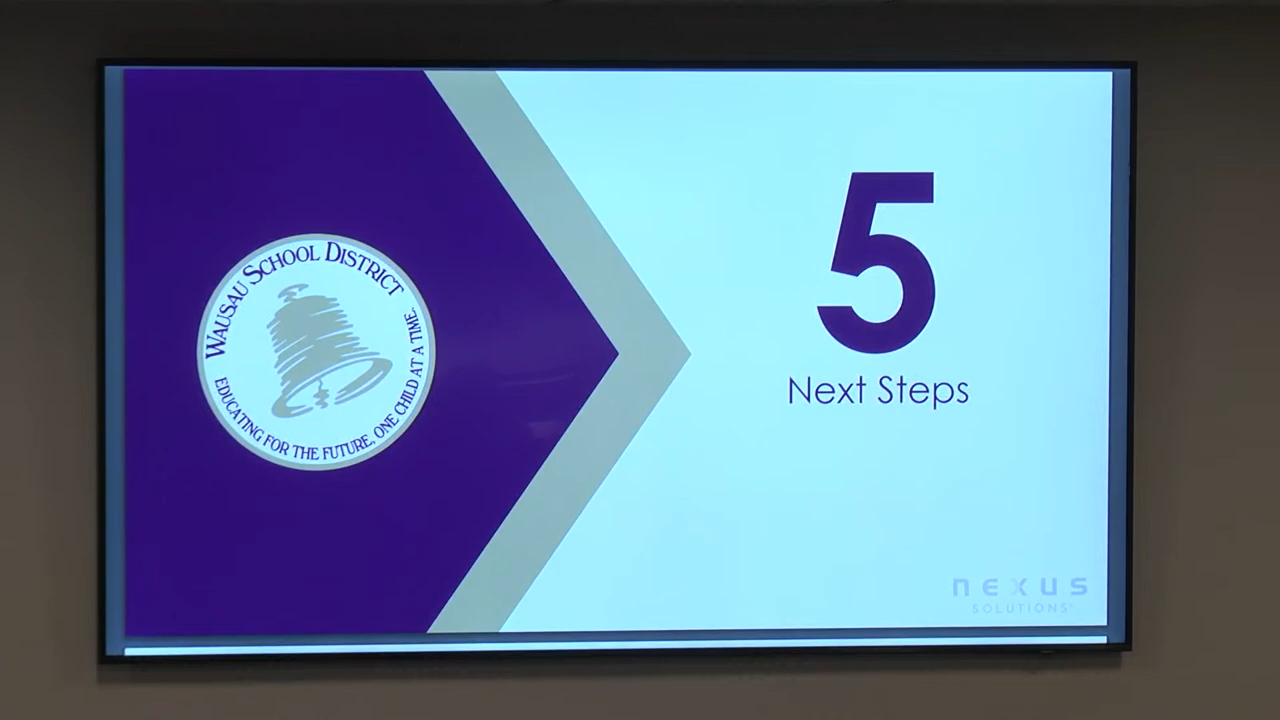 WAUSAU SCHOOL DISTRICT
EDUCATING FOR THE FUTURE, ONE CHILD AT A TIME.
5
Next Steps
nexus
SOLUTIONS